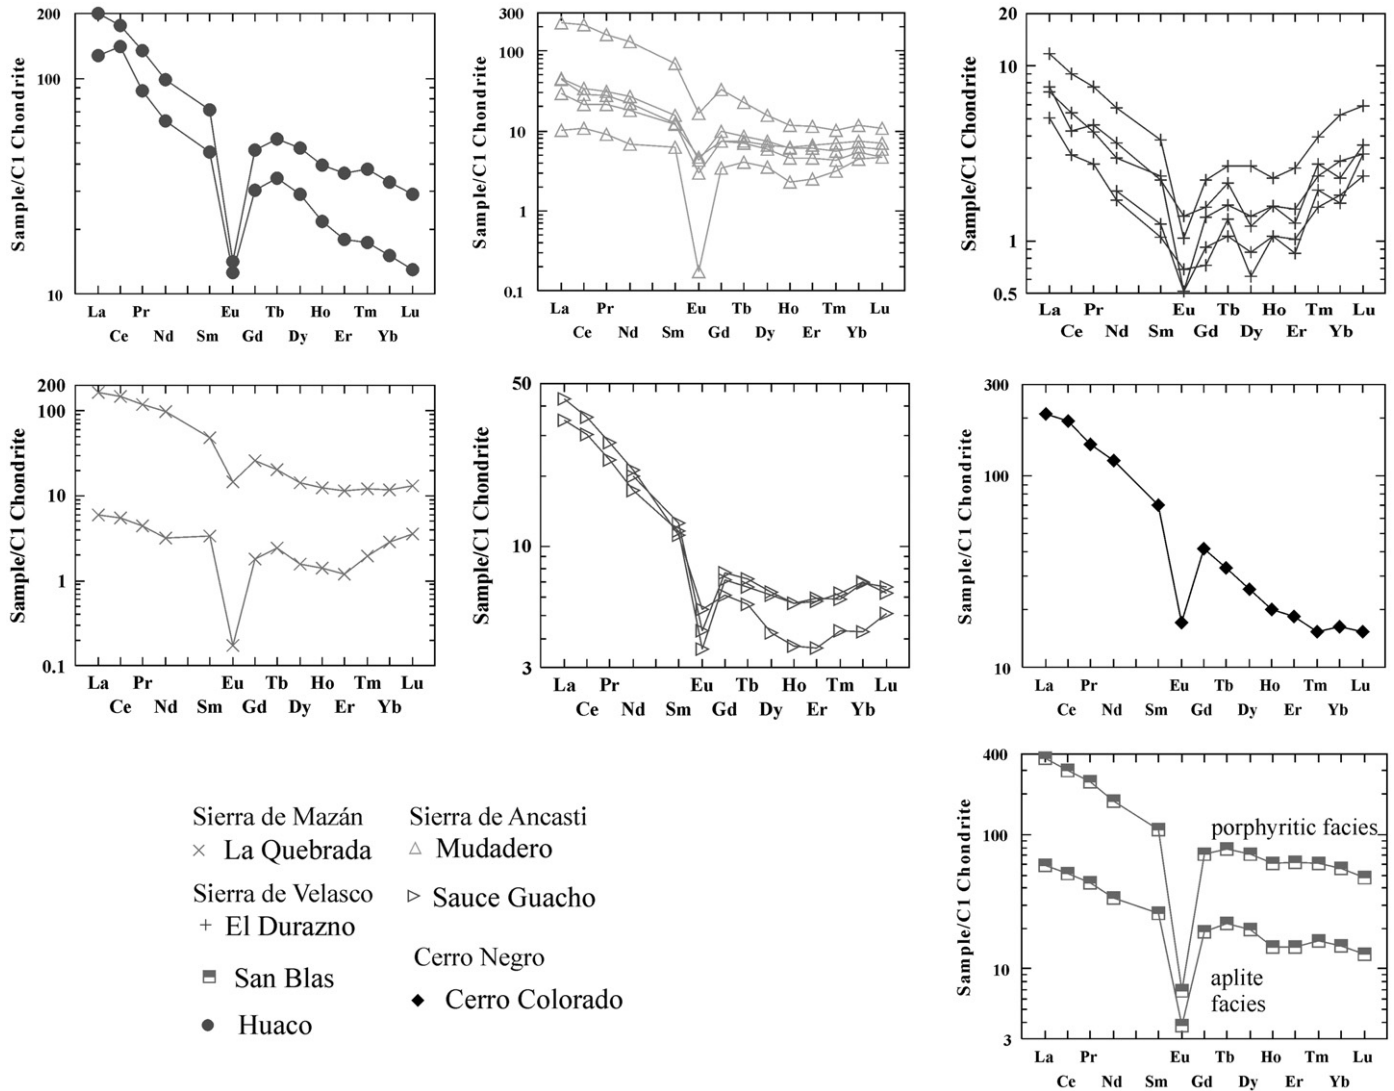 200
100
10
Sample/C1 Chondrite
La Pr Eu Tb Ho Tm Lu
Ce Nd Sm Gd Dy Er Yb
300
100
10
1
0.1
Sample/C1 Chondrite
La Pr Eu Tb Ho Tm Lu
Ce Nd Sm Gd Dy Er Yb
20
10
1
0.5
Sample/C1 Chondrite
La Pr Eu Tb Ho Tm Lu
Ce Nd Sm Gd Dy Er Yb
200
100
10
1
0.1
Sample/C1 Chondrite
La Pr Eu Tb Ho Tm Lu
Ce Nd Sm Gd Dy Er Yb
50
10
3
Sample/C1 Chondrite
La Pr Eu Tb Ho Tm Lu
Ce Nd Sm Gd Dy Er Yb
300
100
10
Sample/C1 Chondrite
La Pr Eu Tb Ho Tm Lu
Ce Nd Sm Gd Dy Er Yb
Sierra de Mazán
La Quebrada
Sierra de Velasco
El Durazno
San Blas
Huaco
Sierra de Ancasti
Mudadero
Sauce Guacho
Cerro Negro
Cerro Colorado
400
100
10
3
Sample/C1 Chondrite
porphyritic facies
aplite
facies
La Pr Eu Tb Ho Tm Lu
Ce Nd Sm Gd Dy Er Yb